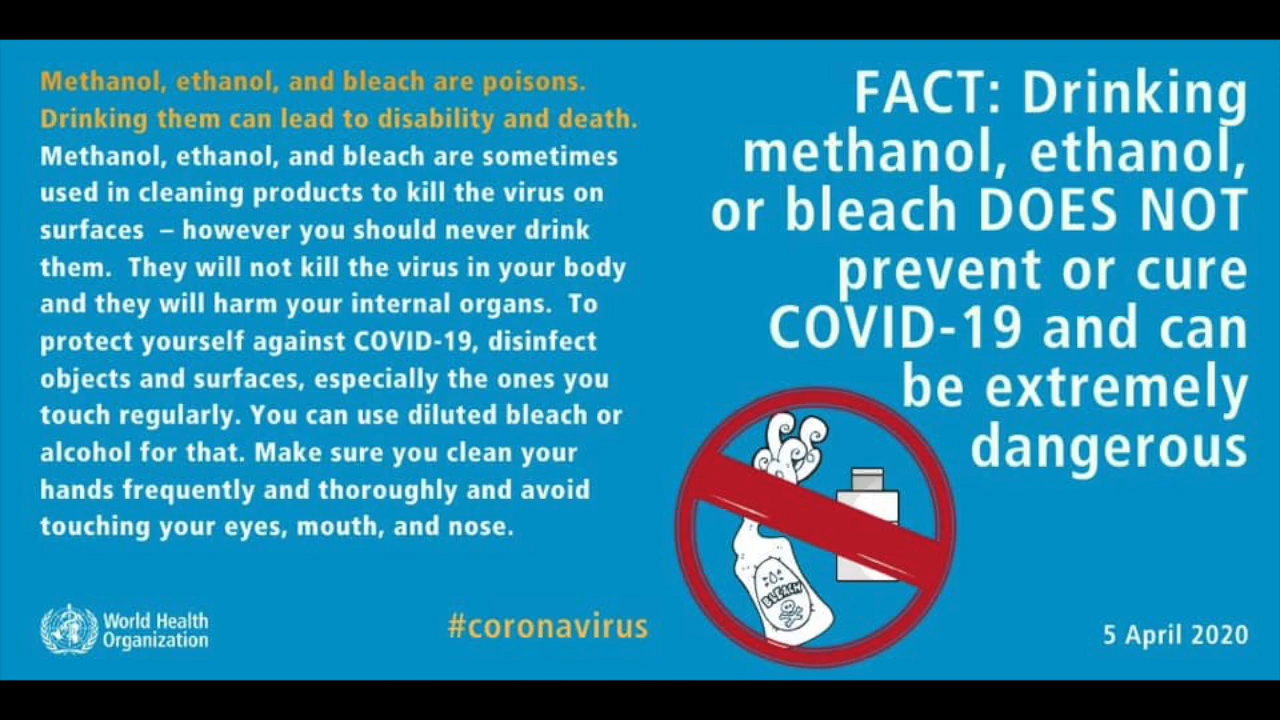 Methanol, ethanol, and bleach are poisons.
Drinking them can lead to disability and death.
Methanol, ethanol, and bleach are sometimes
used in cleaning products to kill the virus on
surfaces – however you should never drink
them. They will not kill the virus in your body
and they will harm your internal organs. To
protect yourself against COVID-19, disinfect
objects and surfaces, especially the ones you
touch regularly. You can use diluted bleach or
alcohol for that. Make sure you clean your
hands frequently and thoroughly and avoid
touching your eyes, mouth, and nose.
World Health
Organization
#coronavirus
FACT: Drinking
methanol, ethanol,
or bleach DOES NOT
prevent or cure
COVID-19 and can
be extremely
dangerous
BLEACH
5 April 2020